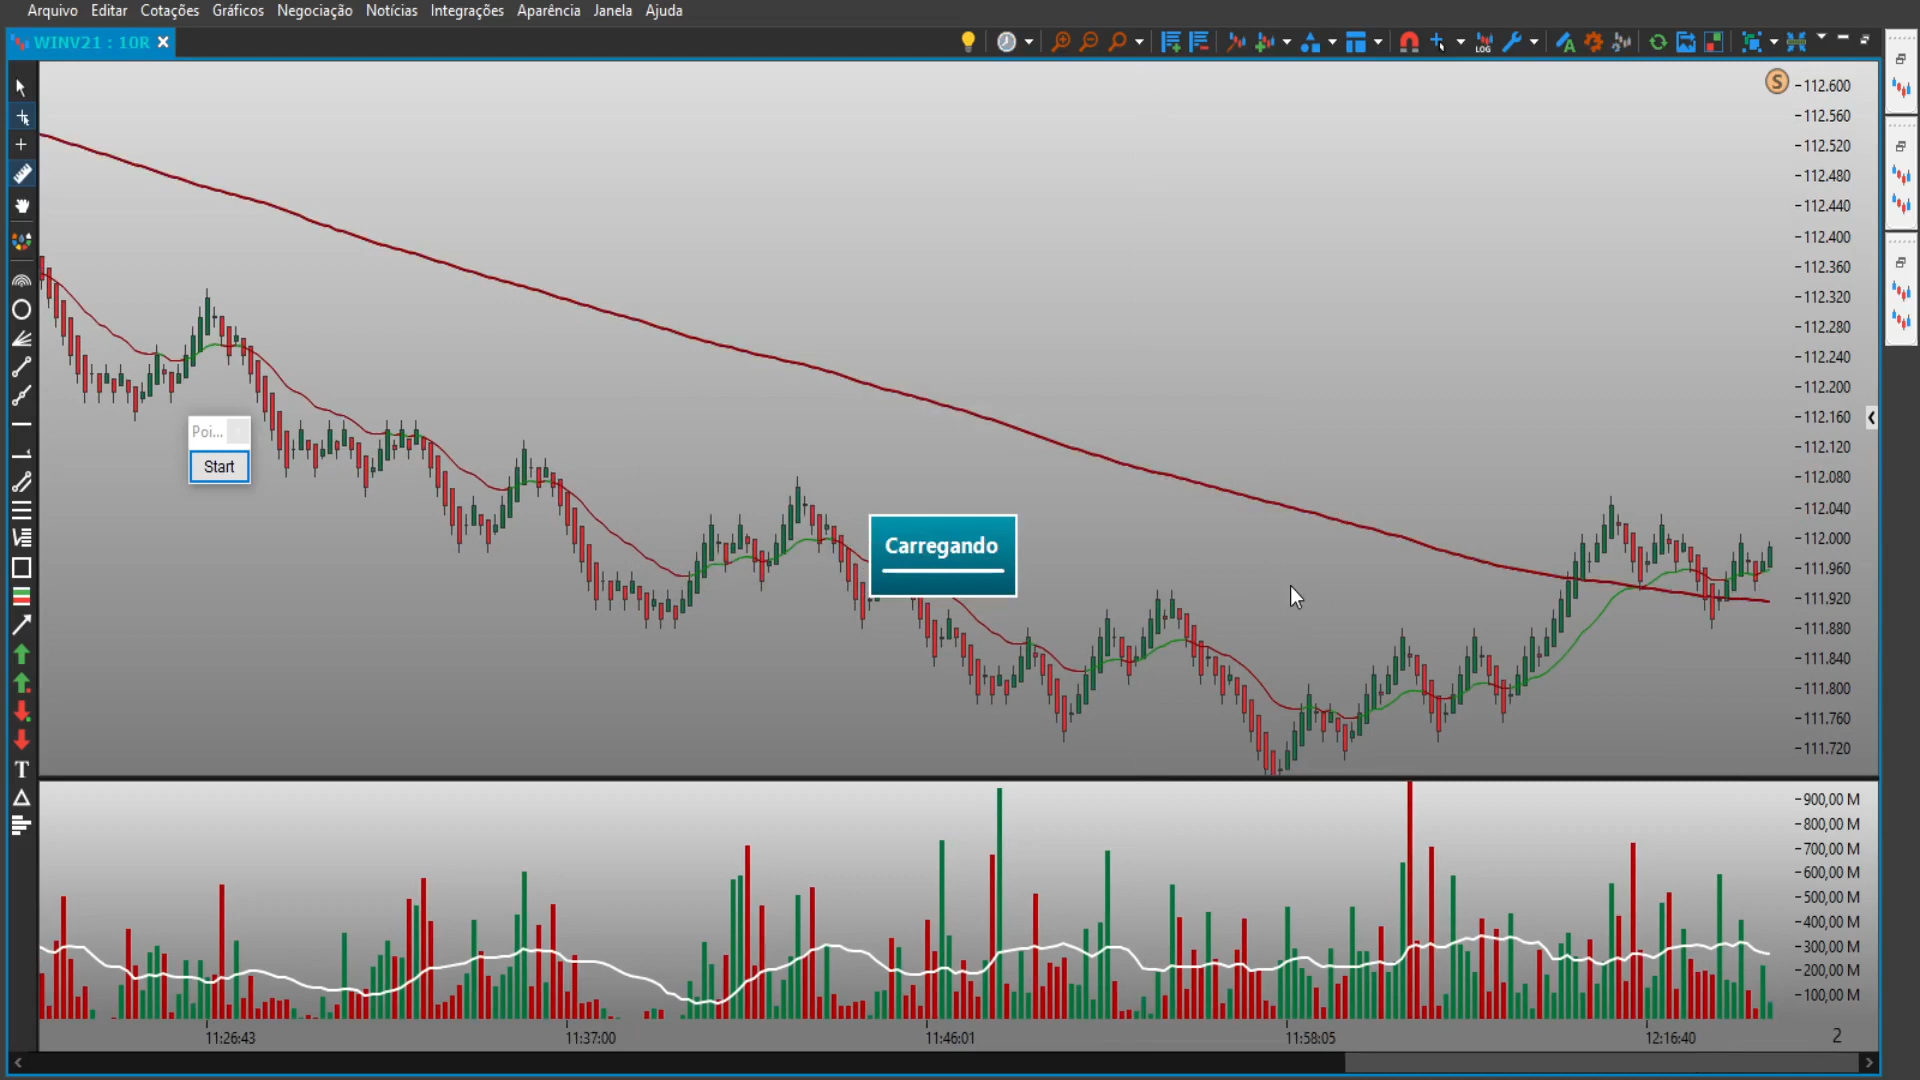 Arquivo Editar Cotações Gráficos Negociação Notícias Integrações Aparência Janela Ajuda
WINV21 : 10R
LOG
S
112.600
112.560
112.520
112.480
112.440
112.400
112.360
112.320
112.280
112.240
112.200
112.160
112.120
112.080
112.040
112.000
111.960
111.920
111.880
111.840
111.800
111.760
111.720
Poi...
Start
Carregando
T
900,00 M
800,00 M
700,00 M
600,00 M
500,00 M
400,00 M
300,00 M
200,00 M
100,00 M
11:26:43 11:37:00 11:46:01 11:58:05 12:16:40 2